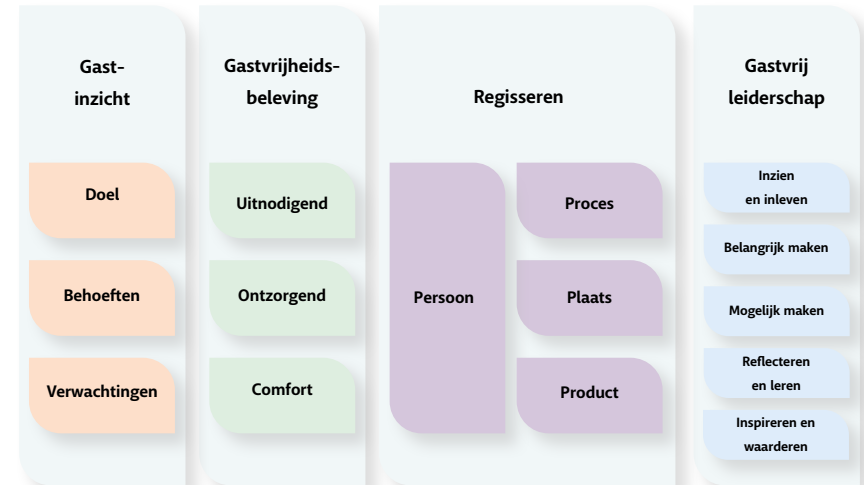 Gast-
inzicht
Doel
Behoeften
Verwachtingen
Gastvrijheids-
beleving
Uitnodigend
Ontzorgend
Comfort
Regisseren
Persoon
Proces
Plaats
Product
Gastvrij
leiderschap
Inzien
en inleven
Belangrijk maken
Mogelijk maken
Reflecteren
en leren
Inspireren en
waarderen